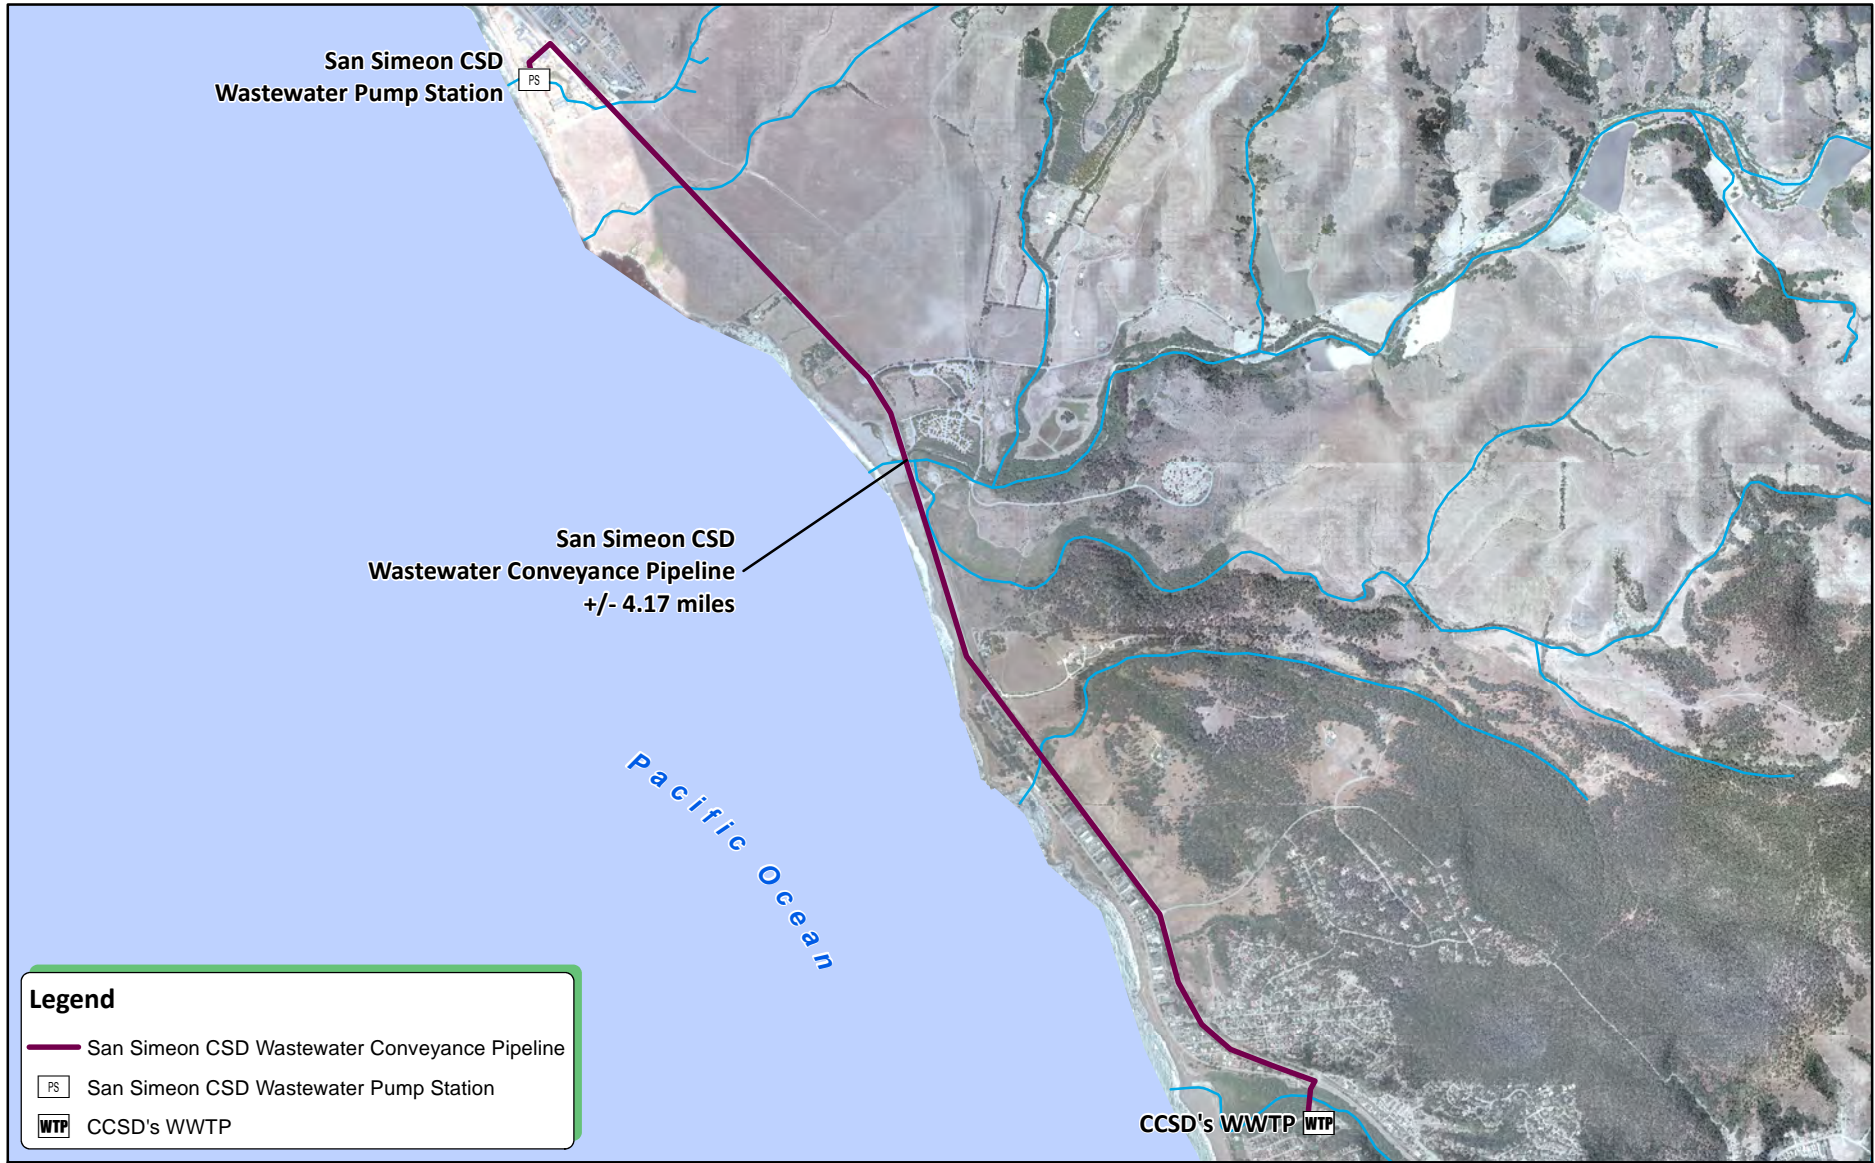 San Simeon CSD
Wastewater Pump Station
PS
San Simeon CSD
Wastewater Conveyance Pipeline
+/- 4.17 miles
Pacific Ocean
CCSD's WWTP
WTP
Legend
San Simeon CSD Wastewater Conveyance Pipeline
PS San Simeon CSD Wastewater Pump Station
WTP CCSD's WWTP